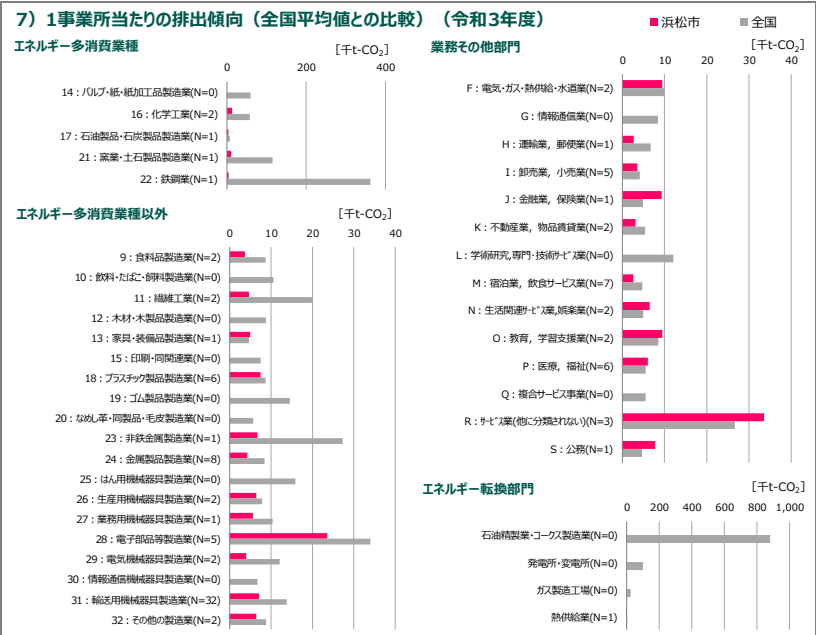 7）1事業所当たりの排出傾向（全国平均値との比較）（令和3年度）
浜松市
全国
エネルギー多消費業種
[千t-CO₂]
0 200 400
14：パルプ・紙・紙加工品製造業(N=0)
16：化学工業(N=2)
17：石油製品・石炭製品製造業(N=1)
21：窯業・土石製品製造業(N=1)
22：鉄鋼業(N=1)
エネルギー多消費業種以外
[千t-CO₂]
0 10 20 30 40
9：食料品製造業(N=2)
10：飲料・たばこ・飼料製造業(N=0)
11：繊維工業(N=2)
12：木材・木製品製造業(N=0)
13：家具・装備品製造業(N=1)
15：印刷・同関連業(N=0)
18：プラスチック製品製造業(N=6)
19：ゴム製品製造業(N=0)
20：なめし革・同製品・毛皮製造業(N=0)
23：非鉄金属製造業(N=1)
24：金属製品製造業(N=8)
25：はん用機械器具製造業(N=0)
26：生産用機械器具製造業(N=2)
27：業務用機械器具製造業(N=1)
28：電子部品等製造業(N=5)
29：電気機械器具製造業(N=2)
30：情報通信機械器具製造業(N=0)
31：輸送用機械器具製造業(N=32)
32：その他の製造業(N=2)
業務その他部門
[千t-CO₂]
0 10 20 30 40
F：電気・ガス・熱供給・水道業(N=2)
G：情報通信業(N=0)
H：運輸業，郵便業(N=1)
I：卸売業，小売業(N=5)
J：金融業，保険業(N=1)
K：不動産業，物品賃貸業(N=2)
L：学術研究,専門・技術サービス業(N=0)
M：宿泊業，飲食サービス業(N=7)
N：生活関連サービス業,娯楽業(N=2)
O：教育，学習支援業(N=2)
P：医療，福祉(N=6)
Q：複合サービス事業(N=0)
R：サービス業(他に分類されない)(N=3)
S：公務(N=1)
エネルギー転換部門
[千t-CO₂]
0 200 400 600 800 1,000
石油精製業・コークス製造業(N=0)
発電所・変電所(N=0)
ガス製造工場(N=0)
熱供給業(N=1)